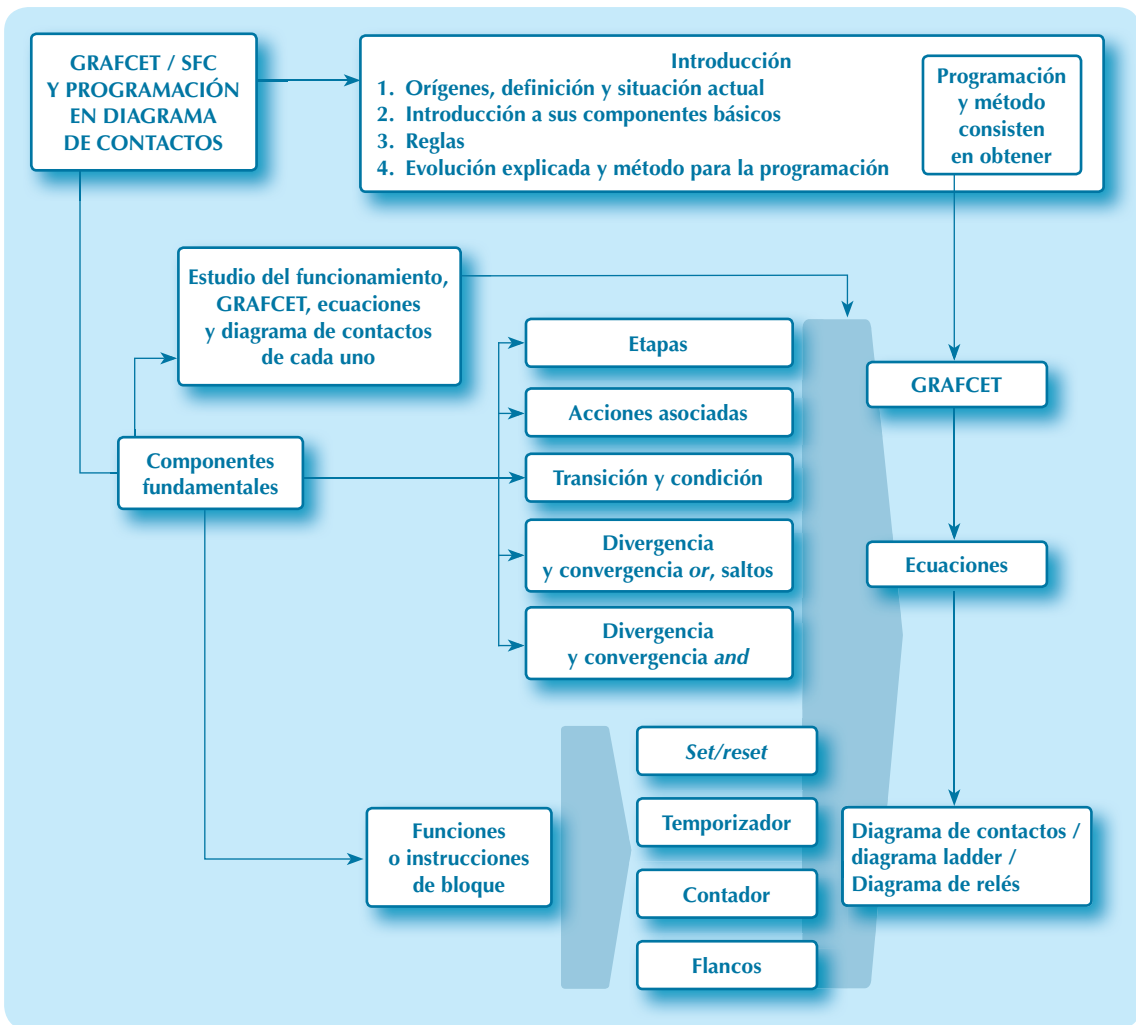 GRAFCET / SFC
Y PROGRAMACIÓN
EN DIAGRAMA
DE CONTACTOS
Introducción
1. Orígenes, definición y situación actual
2. Introducción a sus componentes básicos
3. Reglas
4. Evolución explicada y método para la programación
Programación
y método
consisten
en obtener
Estudio del funcionamiento,
GRAFCET, ecuaciones
y diagrama de contactos
de cada uno
Componentes
fundamentales
Etapas
Acciones asociadas
Transición y condición
Divergencia
y convergencia or, saltos
Divergencia
y convergencia and
GRAFCET
Ecuaciones
Diagrama de contactos /
diagrama ladder /
Diagrama de relés
Funciones
o instrucciones
de bloque
Set/reset
Temporizador
Contador
Flancos